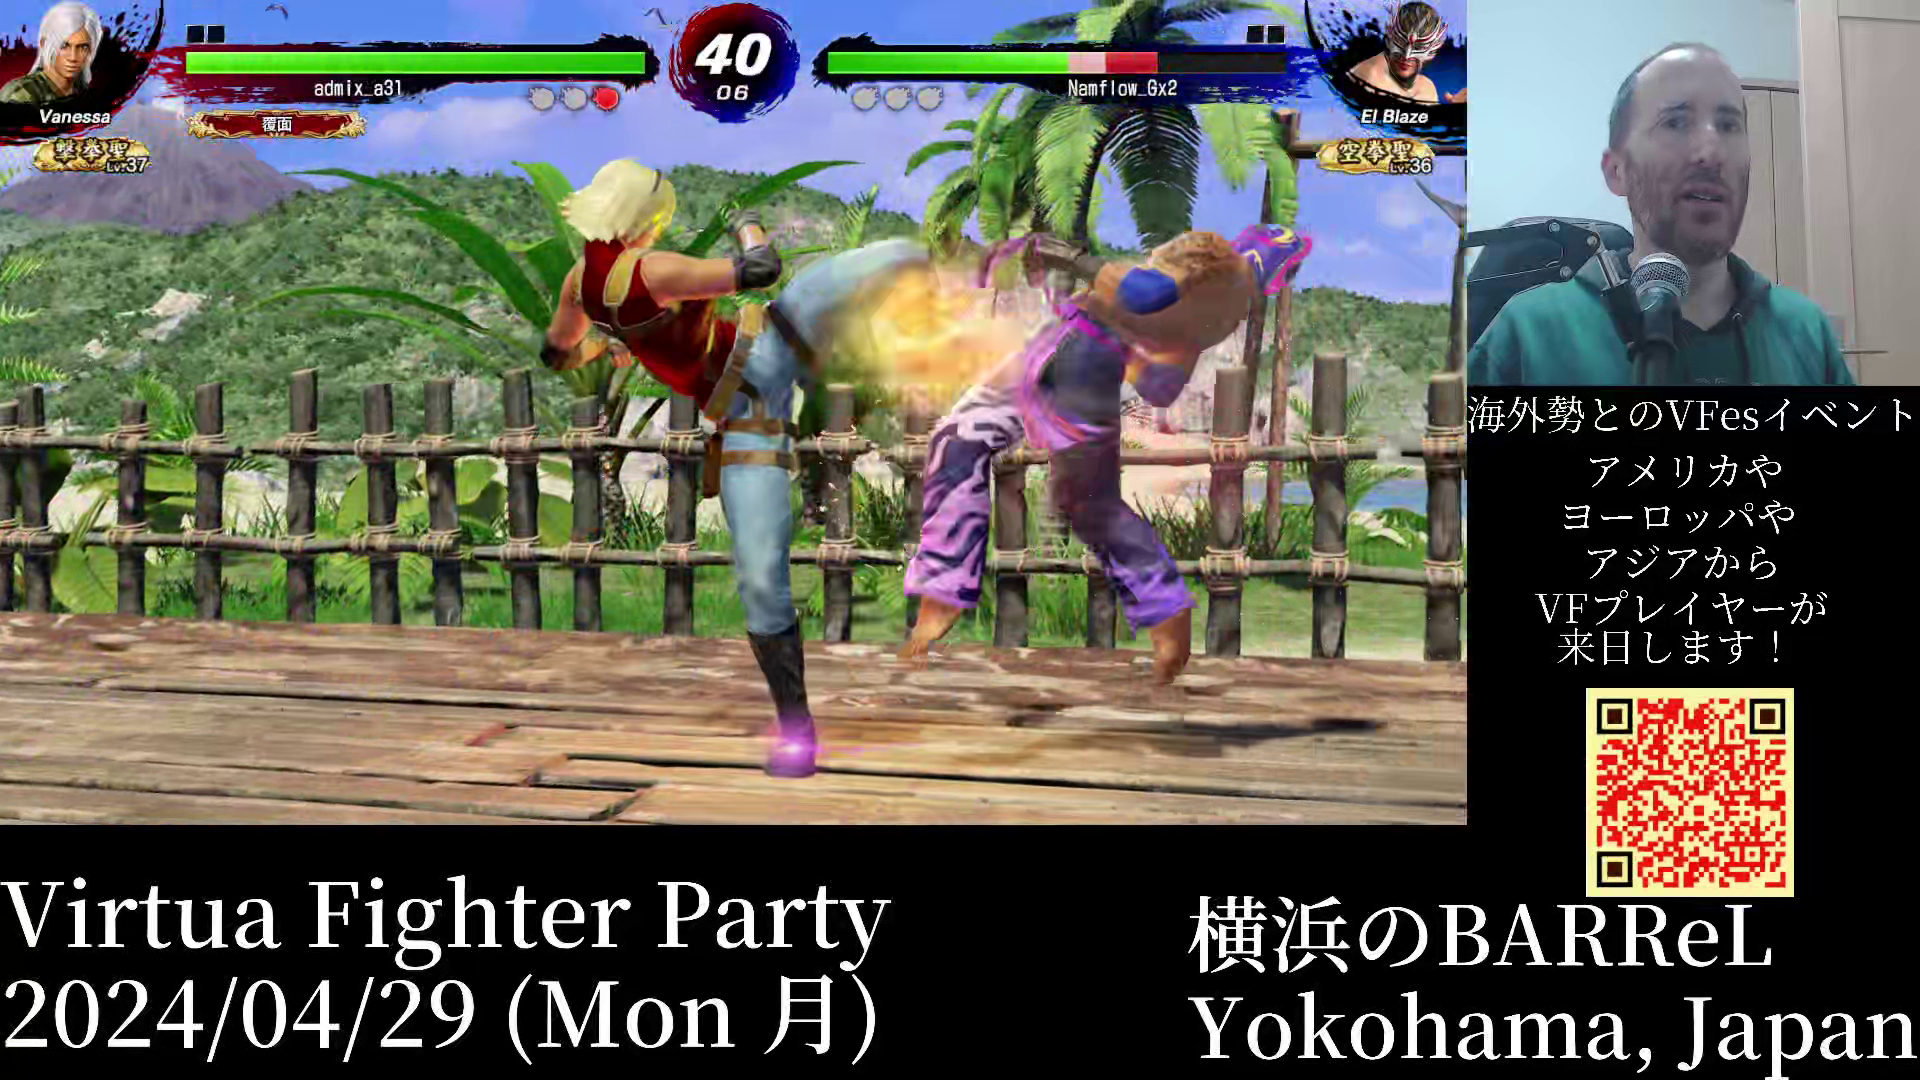 40
06
admix_a31
Namflow_Gx2
Vanessa
El Blaze
覆面
撃拳聖
Lv.37
空拳聖
Lv.36
海外勢とのVFesイベント
アメリカや
ヨーロッパや
アジアから
VFプレイヤーが
来日します！
Virtua Fighter Party
2024/04/29 (Mon 月)
横浜のBARReL
Yokohama, Japan